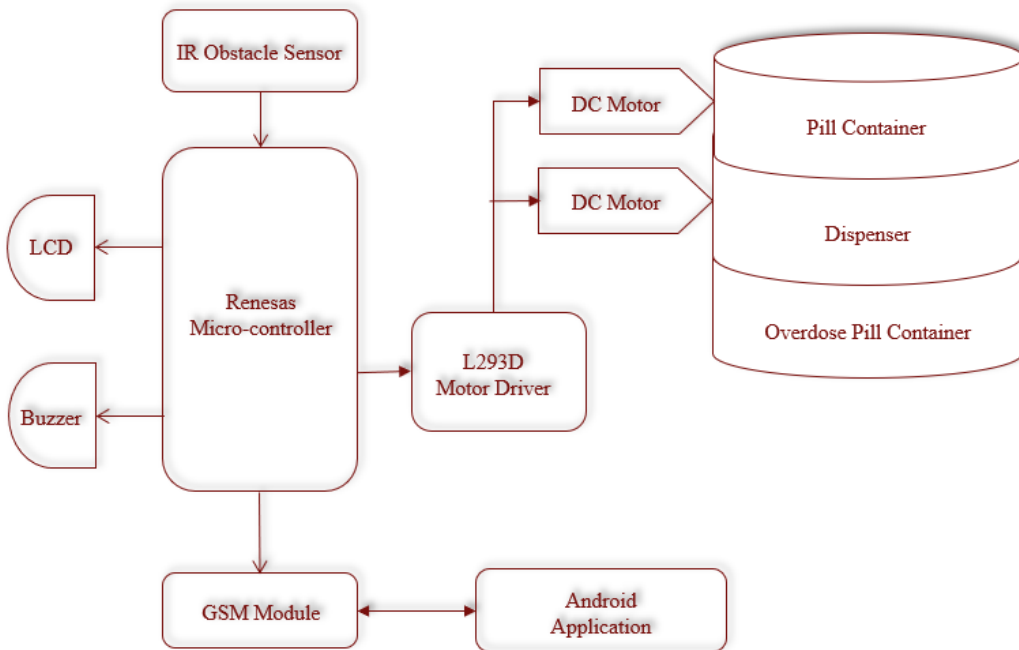 IR Obstacle Sensor
DC Motor
Pill Container
DC Motor
Dispenser
LCD
Renesas
Micro-controller
Overdose Pill Container
L293D
Motor Driver
Buzzer
GSM Module
Android
Application